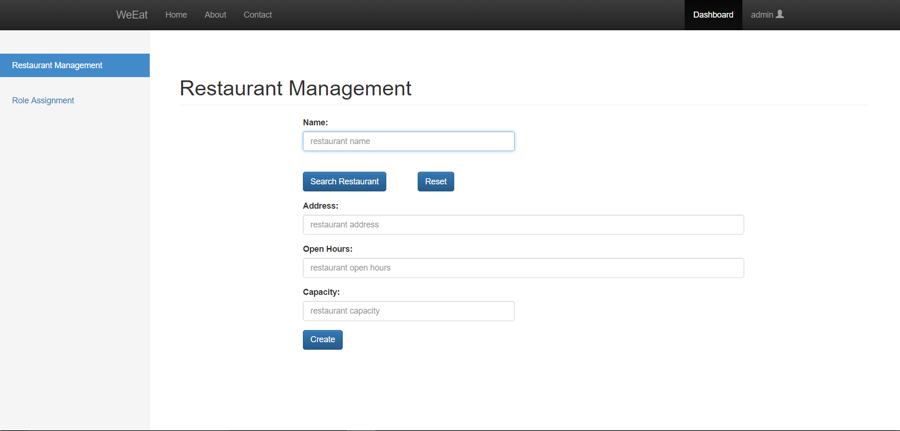 WeEat Home About Contact Dashboard admin
Restaurant Management
Role Assignment
Restaurant Management
Name:
restaurant name
Search Restaurant Reset
Address:
restaurant address
Open Hours:
restaurant open hours
Capacity:
restaurant capacity
Create